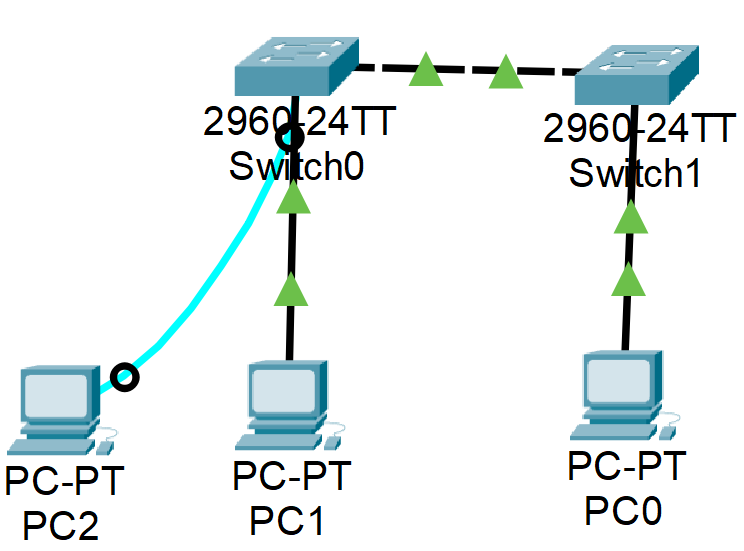 2960-24TT
Switch0
2960-24TT
Switch1
PC-PT
PC2
PC-PT
PC1
PC-PT
PC0